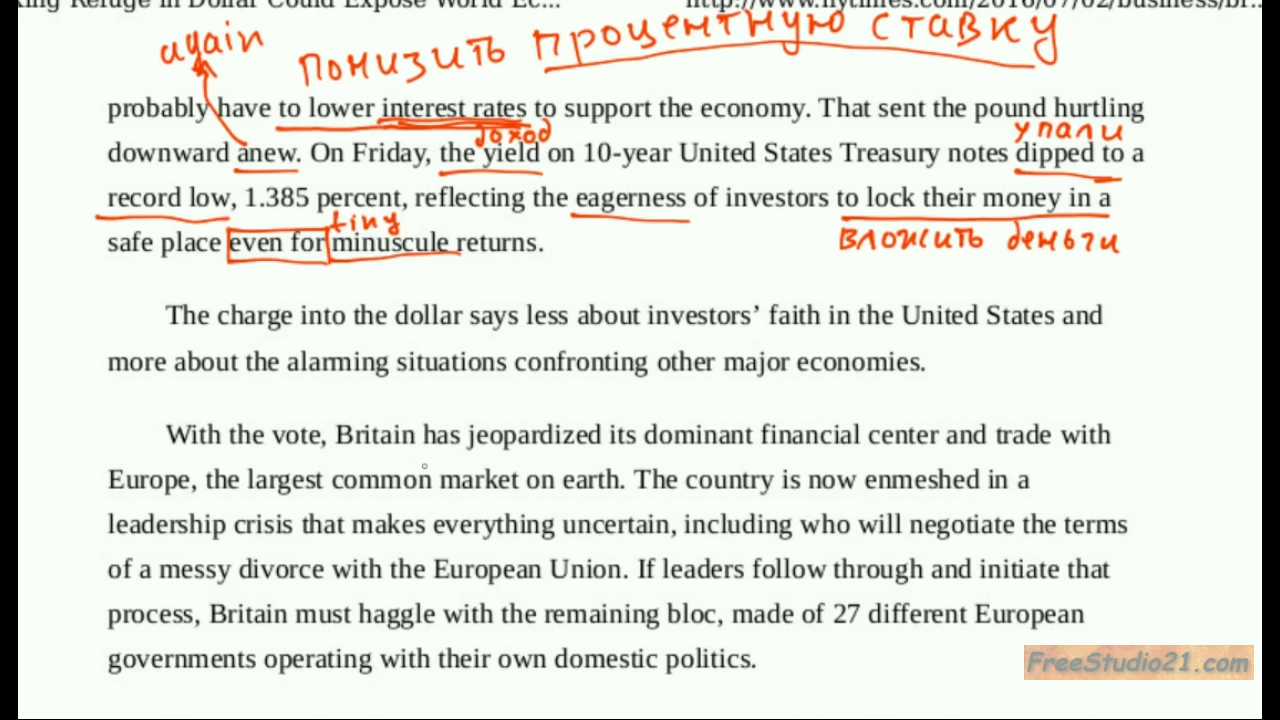 king Refuge in Dollar Could Expose World Ec... http://www.nytimes.com/2016/07/02/business/br...
again понизить процентную ставку
probably have to lower interest rates to support the economy. That sent the pound hurtling
доход упали
downward anew. On Friday, the yield on 10-year United States Treasury notes dipped to a
record low, 1.385 percent, reflecting the eagerness of investors to lock their money in a
tiny вложить деньги
safe place even for minuscule returns.
The charge into the dollar says less about investors’ faith in the United States and
more about the alarming situations confronting other major economies.
With the vote, Britain has jeopardized its dominant financial center and trade with
Europe, the largest common market on earth. The country is now enmeshed in a
leadership crisis that makes everything uncertain, including who will negotiate the terms
of a messy divorce with the European Union. If leaders follow through and initiate that
process, Britain must haggle with the remaining bloc, made of 27 different European
governments operating with their own domestic politics.
FreeStudio21.com